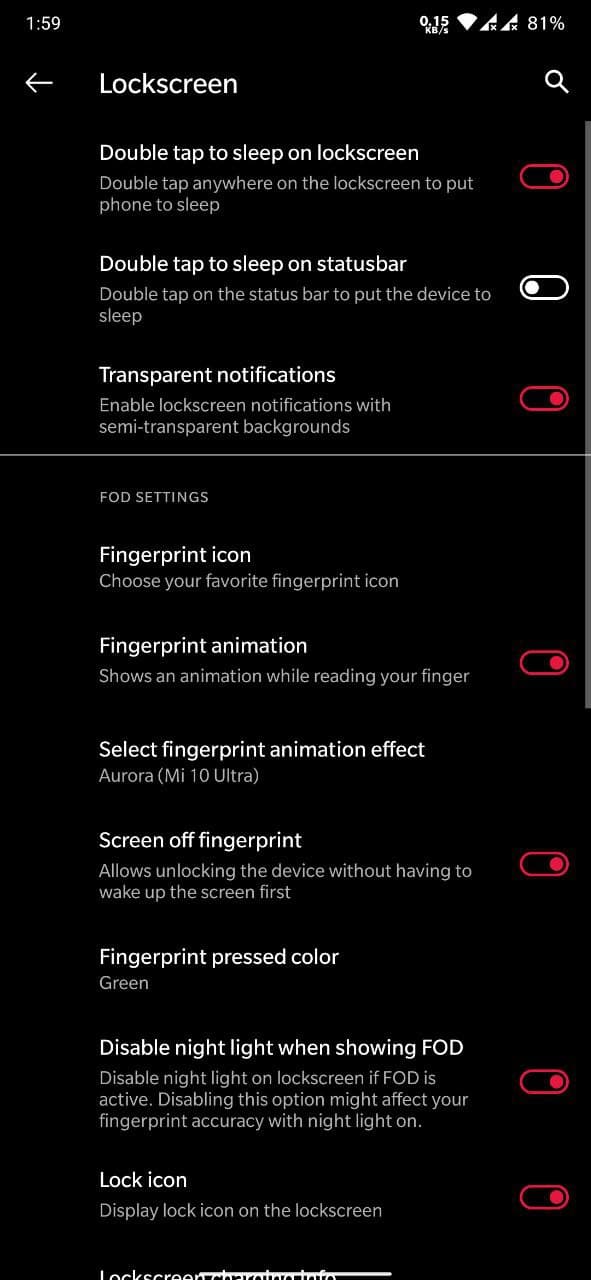 1:59
0.15
KB/S
81%
Lockscreen
Double tap to sleep on lockscreen
Double tap anywhere on the lockscreen to put
phone to sleep
Double tap to sleep on statusbar
Double tap on the status bar to put the device to
sleep
Transparent notifications
Enable lockscreen notifications with
semi-transparent backgrounds
FOD SETTINGS
Fingerprint icon
Choose your favorite fingerprint icon
Fingerprint animation
Shows an animation while reading your finger
Select fingerprint animation effect
Aurora (Mi 10 Ultra)
Screen off fingerprint
Allows unlocking the device without having to
wake up the screen first
Fingerprint pressed color
Green
Disable night light when showing FOD
Disable night light on lockscreen if FOD is
active. Disabling this option might affect your
fingerprint accuracy with night light on.
Lock icon
Display lock icon on the lockscreen
Lockscreen charging info